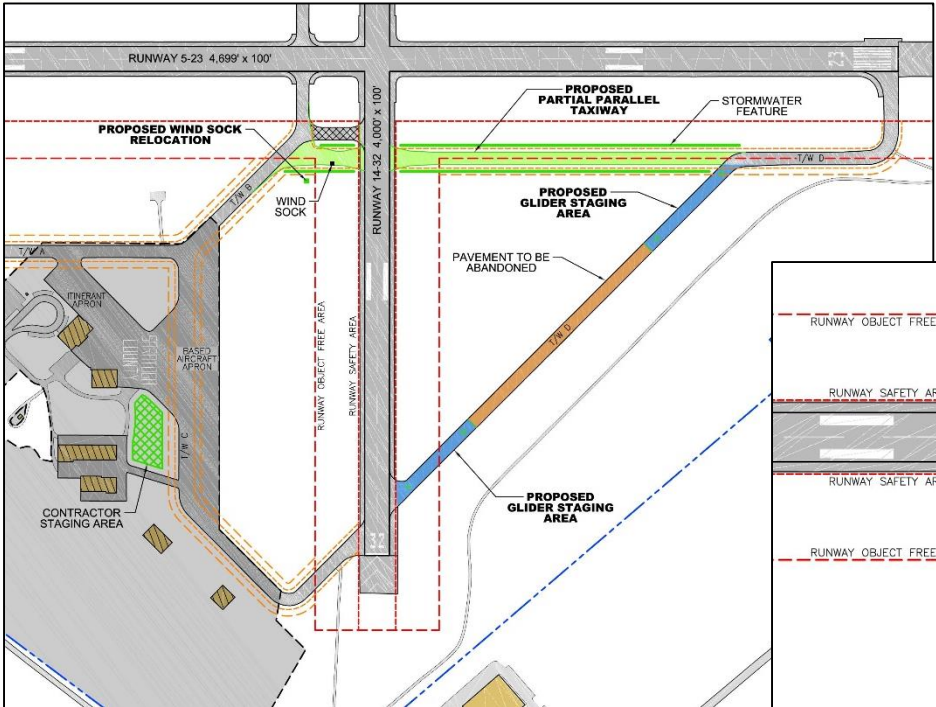 RUNWAY 5-23 4,699' x 100'
23
PROPOSED
PARTIAL PARALLEL
TAXIWAY
STORMWATER
FEATURE
PROPOSED WIND SOCK
RELOCATION
RUNWAY 14-32 4,000' x 100'
T/W D
T/W B
WIND
SOCK
PROPOSED
GLIDER STAGING
AREA
PAVEMENT TO BE
ABANDONED
T/W A
ITINERANT
APRON
BASED
AIRCRAFT
APRON
RUNWAY OBJECT FREE AREA
RUNWAY SAFETY AREA
T/W D
T/W C
RUNWAY OBJECT FREE
RUNWAY SAFETY AR
RUNWAY SAFETY AR
RUNWAY OBJECT FREE
PROPOSED
GLIDER STAGING
AREA
CONTRACTOR
STAGING AREA
32